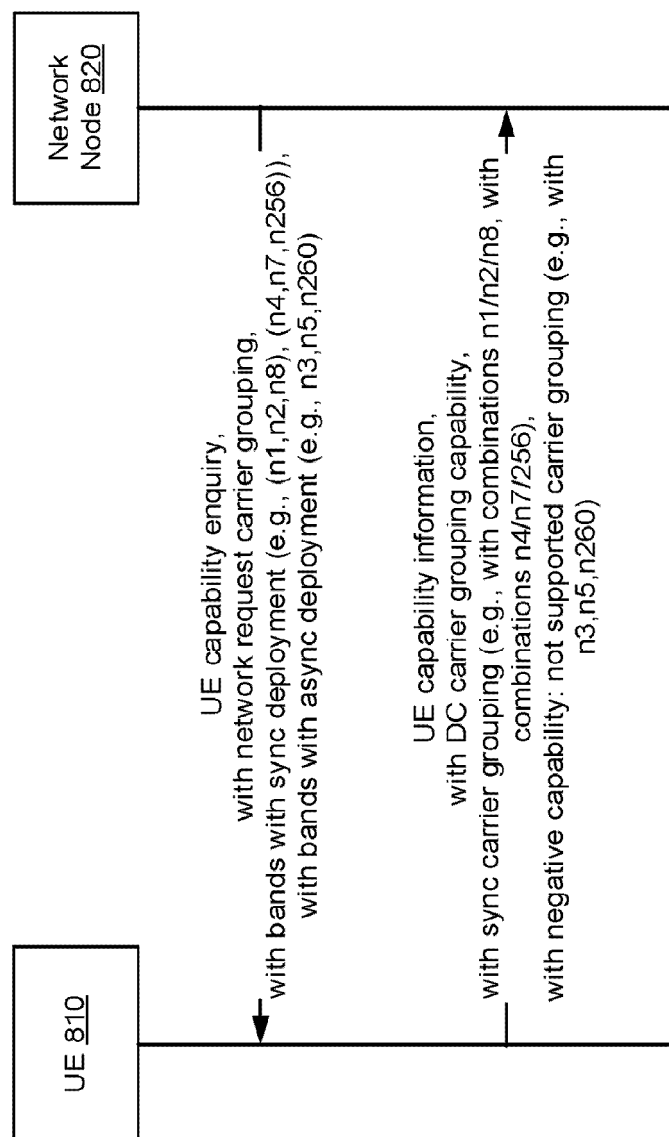 UE 810
Network
Node 820
UE capability enquiry,
with network request carrier grouping,
with bands with sync deployment (e.g., (n1,n2,n8), (n4,n7,n256)),
with bands with async deployment (e.g., n3,n5,n260)
UE capability information,
with DC carrier grouping capability,
with sync carrier grouping (e.g., with combinations n1/n2/n8, with
combinations n4/n7/256),
with negative capability: not supported carrier grouping (e.g., with
n3,n5,n260)